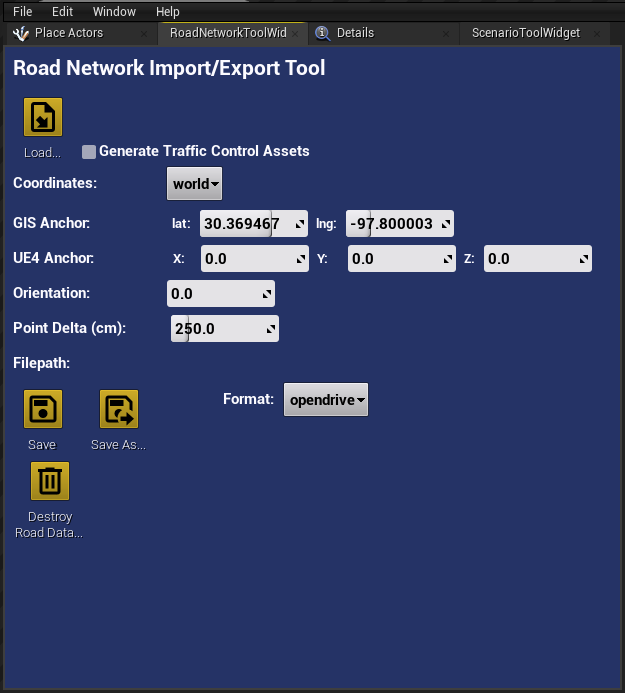 File Edit Window Help
Place Actors RoadNetworkToolWid Details ScenarioToolWidget
Road Network Import/Export Tool
Load...
Generate Traffic Control Assets
Coordinates: world
GIS Anchor: lat: 30.369467 lng: -97.800003
UE4 Anchor: X: 0.0 Y: 0.0 Z: 0.0
Orientation: 0.0
Point Delta (cm): 250.0
Filepath:
Format: opendrive
Save Save As...
Destroy
Road Data...